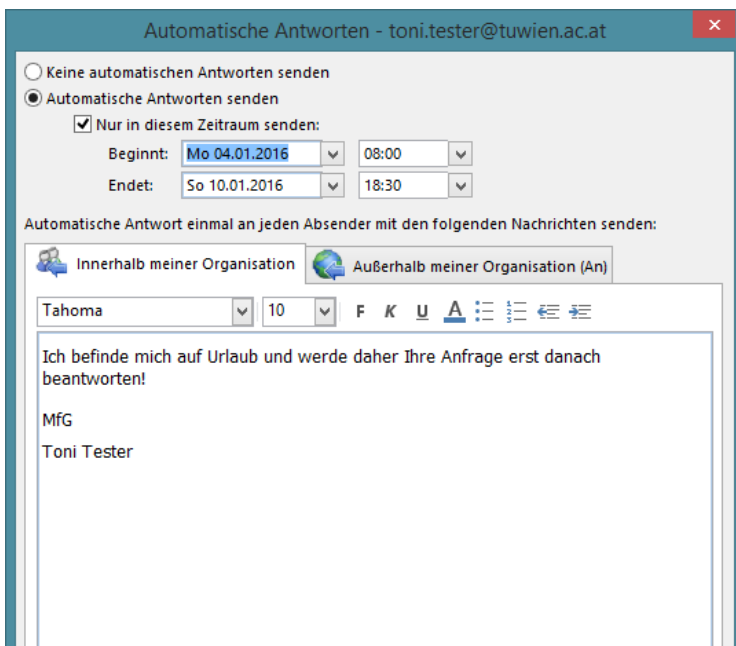 Automatische Antworten - toni.tester@tuwien.ac.at
Keine automatischen Antworten senden
Automatische Antworten senden
Nur in diesem Zeitraum senden:
Beginnt: Mo 04.01.2016 08:00
Endet: So 10.01.2016 18:30
Automatische Antwort einmal an jeden Absender mit den folgenden Nachrichten senden:
Innerhalb meiner Organisation Außerhalb meiner Organisation (An)
Tahoma 10 F K U A
Ich befinde mich auf Urlaub und werde daher Ihre Anfrage erst danach
beantworten!
MfG
Toni Tester